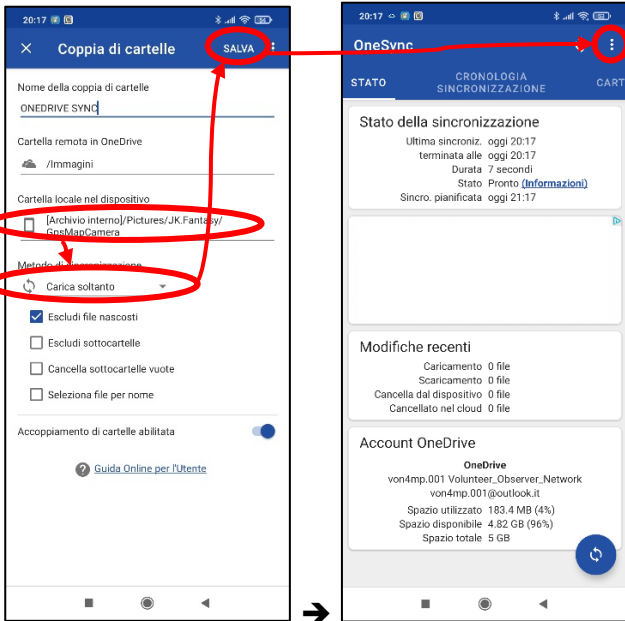 20:17
Coppia di cartelle
SALVA
Nome della coppia di cartelle
ONEDRIVE SYNC
Cartella remota in OneDrive
/Immagini
Cartella locale nel dispositivo
[Archivio interno]/Pictures/JK.Fantasy/
GpsMapCamera
Metodo di sincronizzazione
Carica soltanto
Escludi file nascosti
Escludi sottocartelle
Cancella sottocartelle vuote
Seleziona file per nome
Accoppiamento di cartelle abilitata
Guida Online per l'Utente
20:17
OneSync
STATO
CRONOLOGIA
SINCRONIZZAZIONE
CART
Stato della sincronizzazione
Ultima sincroniz. oggi 20:17
terminata alle oggi 20:17
Durata 7 secondi
Stato Pronto (Informazioni)
Sincro. pianificata oggi 21:17
Modifiche recenti
Caricamento 0 file
Scaricamento 0 file
Cancella dal dispositivo 0 file
Cancellato nel cloud 0 file
Account OneDrive
OneDrive
von4mp.001 Volunteer_Observer_Network
von4mp.001@outlook.it
Spazio utilizzato 183.4 MB (4%)
Spazio disponibile 4.82 GB (96%)
Spazio totale 5 GB